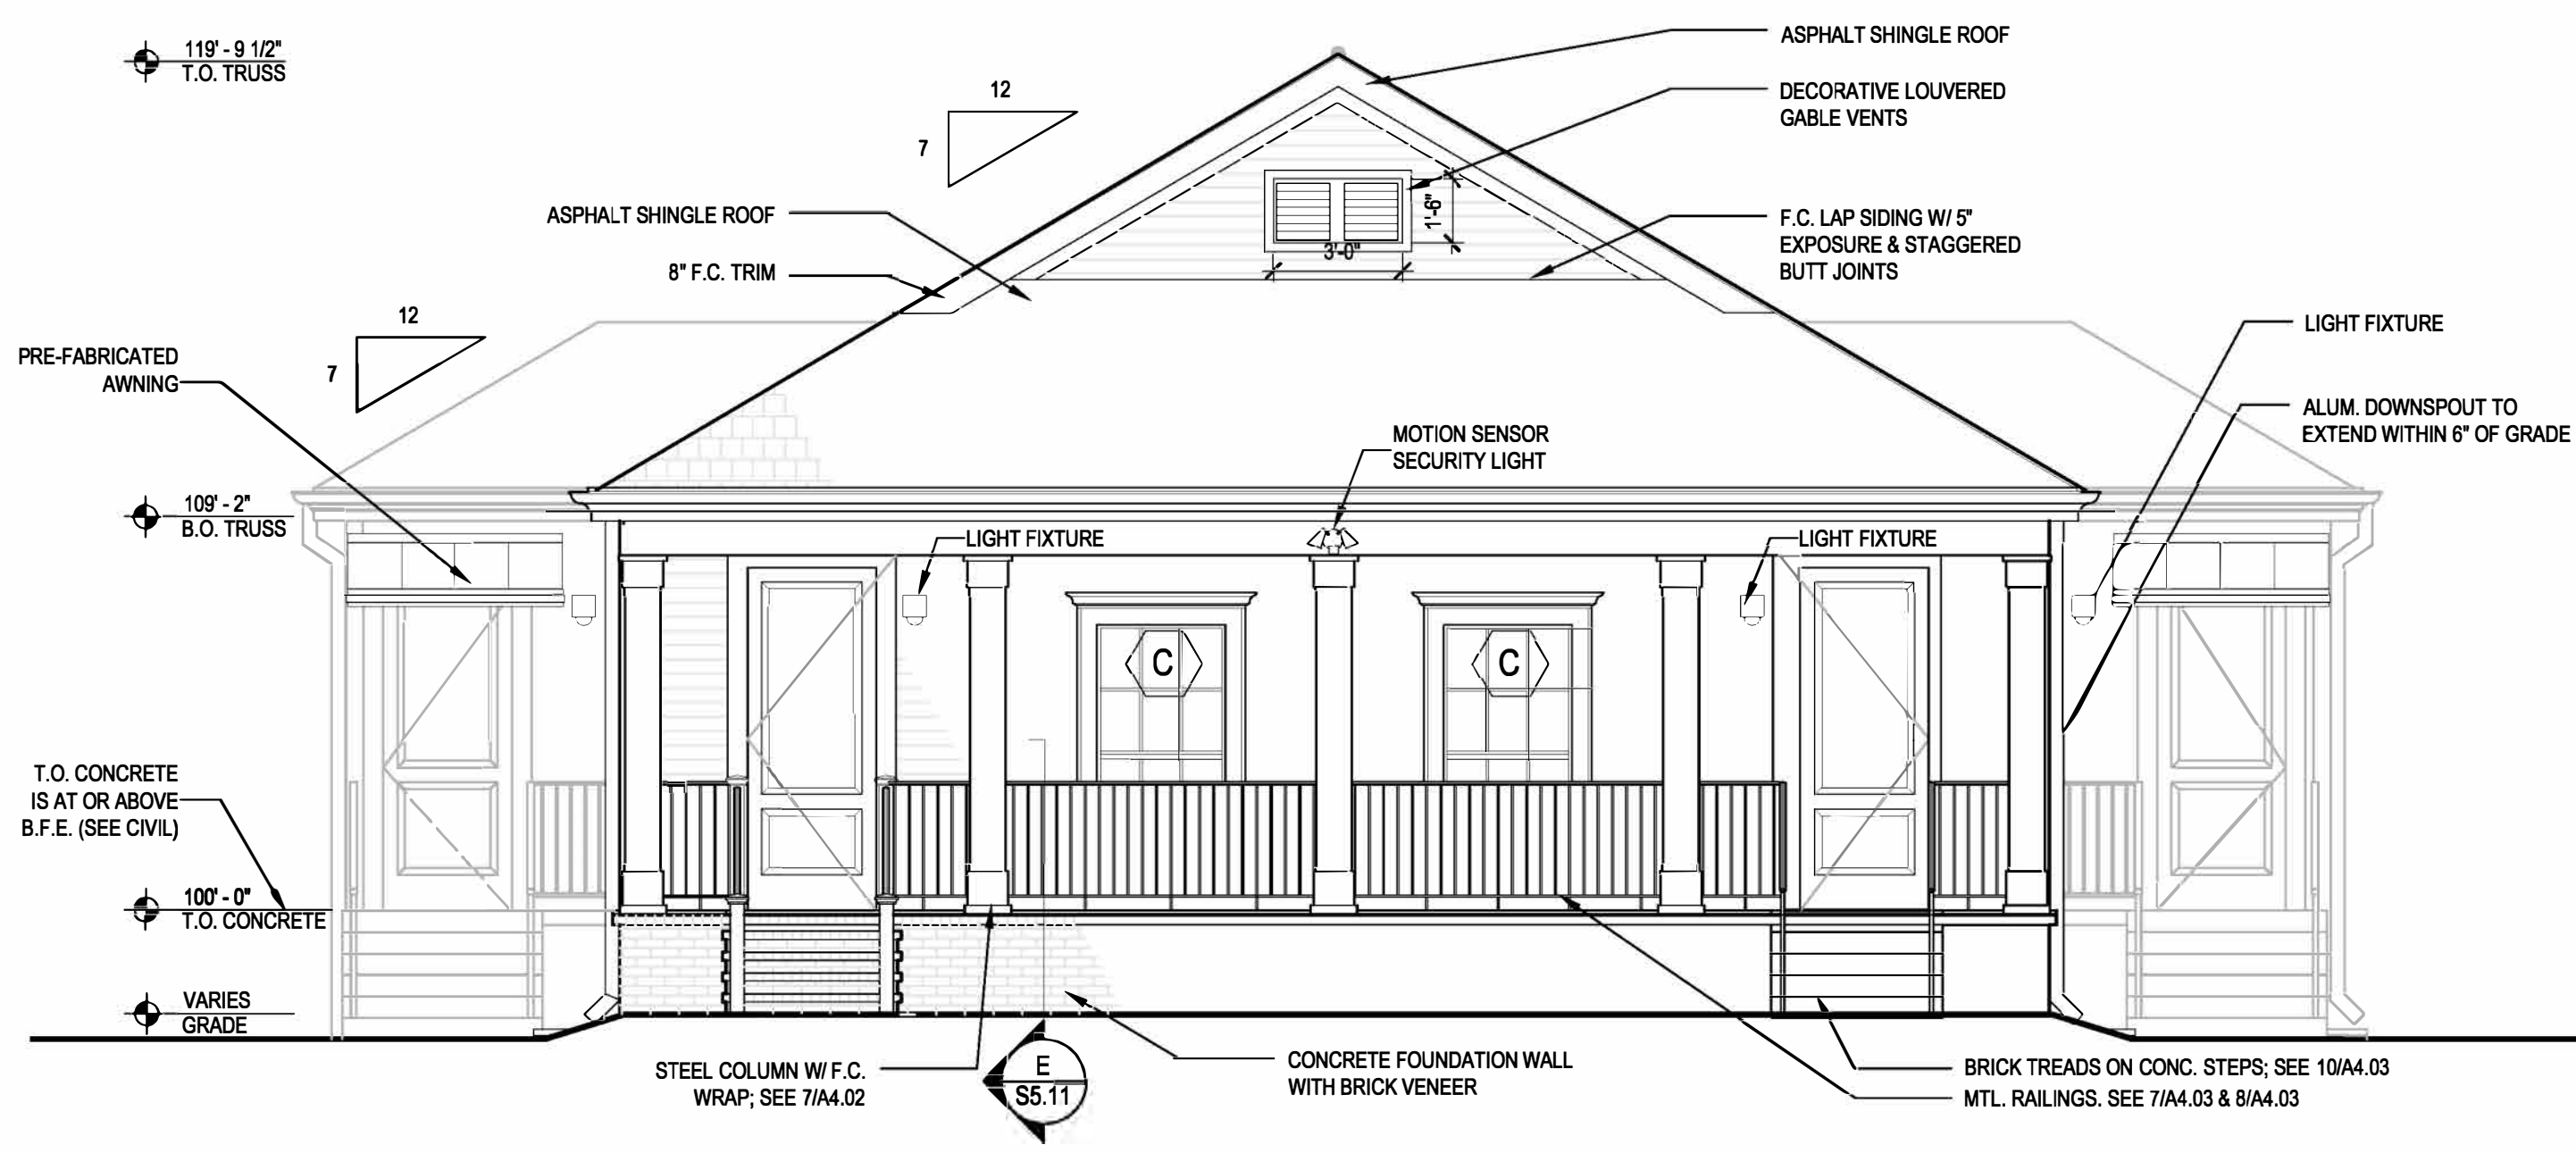 119' - 9 1/2"
T.O. TRUSS
12
7
ASPHALT SHINGLE ROOF
DECORATIVE LOUVERED
GABLE VENTS
1'-6"
3'-0"
ASPHALT SHINGLE ROOF
8" F.C. TRIM
F.C. LAP SIDING W/ 5"
EXPOSURE & STAGGERED
BUTT JOINTS
12
7
PRE-FABRICATED
AWNING
LIGHT FIXTURE
ALUM. DOWNSPOUT TO
EXTEND WITHIN 6" OF GRADE
MOTION SENSOR
SECURITY LIGHT
109' - 2"
B.O. TRUSS
LIGHT FIXTURE
LIGHT FIXTURE
C
C
T.O. CONCRETE
IS AT OR ABOVE
B.F.E. (SEE CIVIL)
100' - 0"
T.O. CONCRETE
VARIES
GRADE
STEEL COLUMN W/ F.C.
WRAP; SEE 7/A4.02
E
S5.11
CONCRETE FOUNDATION WALL
WITH BRICK VENEER
BRICK TREADS ON CONC. STEPS; SEE 10/A4.03
MTL. RAILINGS. SEE 7/A4.03 & 8/A4.03